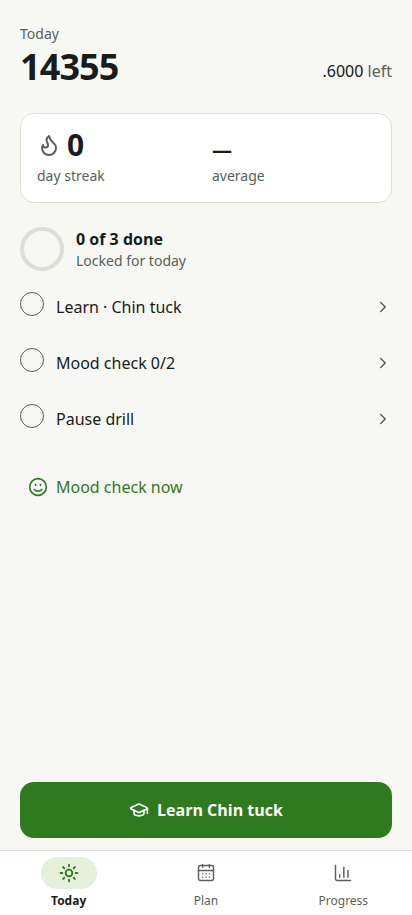 Today
14355
.6000 left
0
day streak
—
average
0 of 3 done
Locked for today
Learn · Chin tuck
Mood check 0/2
Pause drill
Mood check now
Learn Chin tuck
Today
Plan
Progress